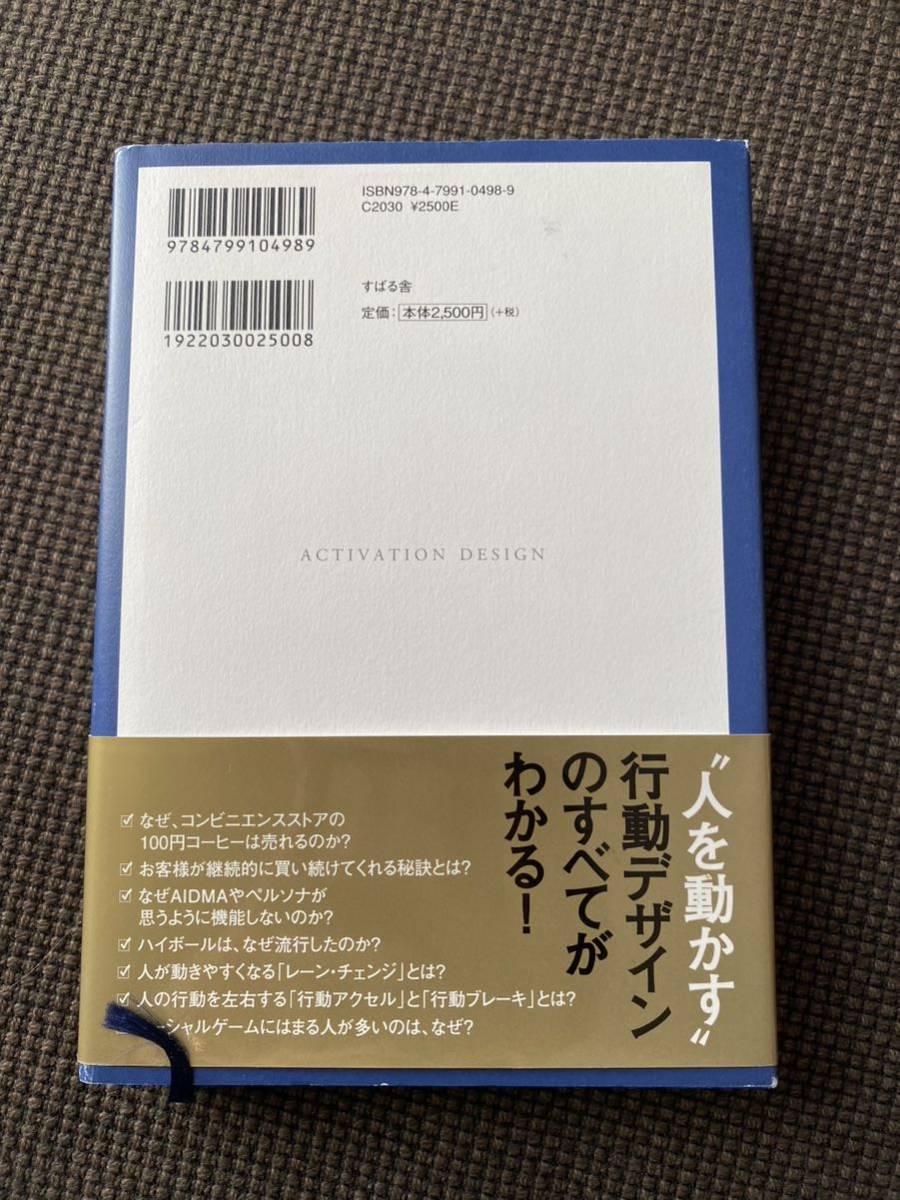 ISBN978-4-7991-0498-9
C2030 ¥2500E
9784799104989
すばる舎
定価：本体2,500円（+税）
1922030025008
ACTIVATION DESIGN
〝人を動かす〟
行動デザイン
のすべてが
わかる！
☑ なぜ、コンビニエンスストアの
100円コーヒーは売れるのか?
☑ お客様が継続的に買い続けてくれる秘訣とは?
☑ なぜAIDMAやペルソナが
思うように機能しないのか?
☑ ハイボールは、なぜ流行したのか?
☑ 人が動きやすくなる「レーン・チェンジ」とは?
☑ 人の行動を左右する「行動アクセル」と「行動ブレーキ」とは?
ーシャルゲームにはまる人が多いのは、なぜ?